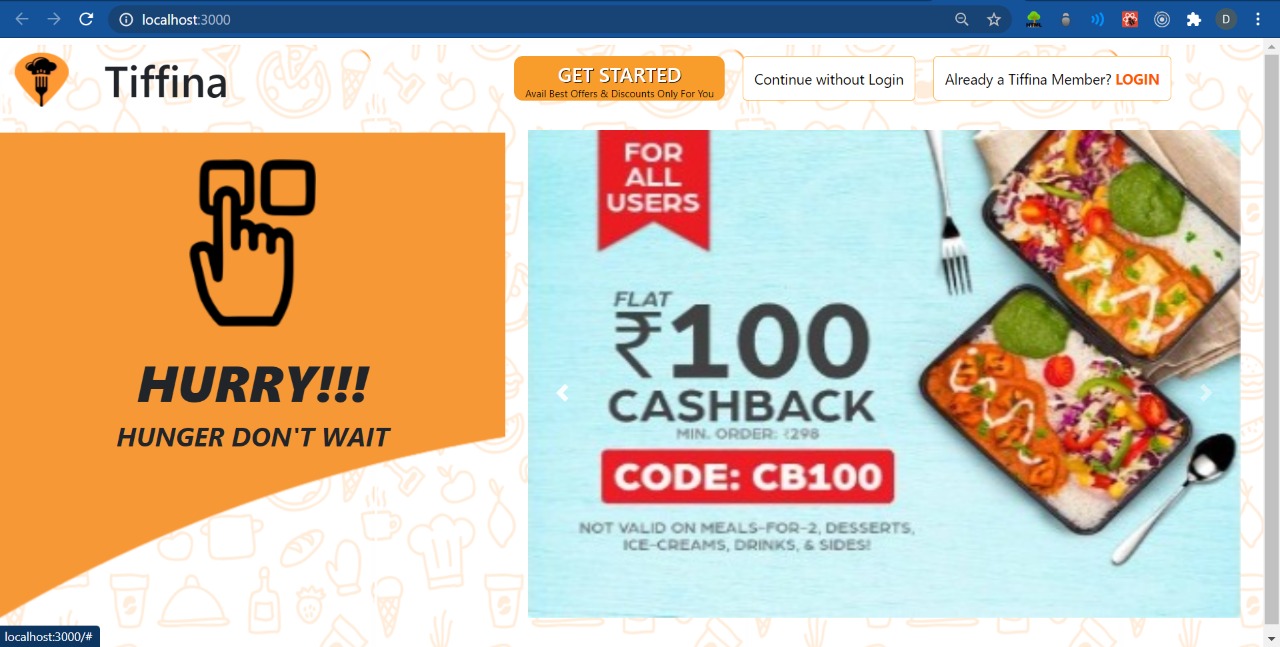 localhost:3000
D
Tiffina
GET STARTED
Avail Best Offers & Discounts Only For You
Continue without Login
Already a Tiffina Member? LOGIN
HURRY!!!
HUNGER DON'T WAIT
FOR
ALL
USERS
FLAT
₹100
CASHBACK
MIN. ORDER: ₹298
CODE: CB100
NOT VALID ON MEALS-FOR-2, DESSERTS,
ICE-CREAMS, DRINKS, & SIDES!
localhost:3000/#